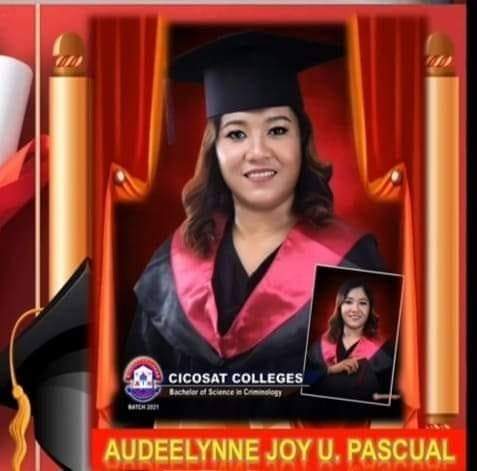 CICOSAT COLLEGES
Bachelor of Science in Criminology
BATCH 2021
AUDEELYNNE JOY U. PASCUAL